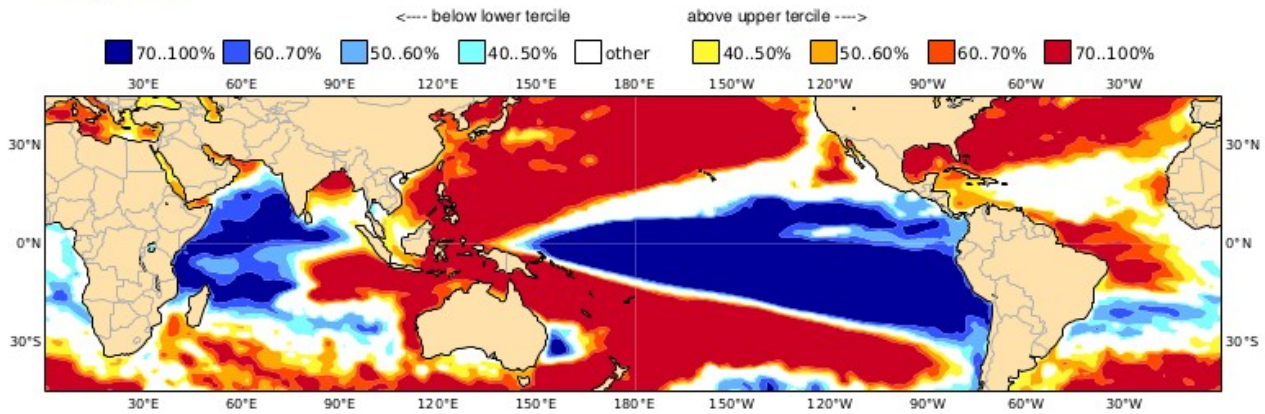 <---- below lower tercile above upper tercile ---->
70..100% 60..70% 50..60% 40..50% other 40..50% 50..60% 60..70% 70..100%
30°E 60°E 90°E 120°E 150°E 180°E 150°W 120°W 90°W 60°W 30°W
30°N 30°N
0°N 0°N
30°S 30°S
30°E 60°E 90°E 120°E 150°E 180°E 150°W 120°W 90°W 60°W 30°W